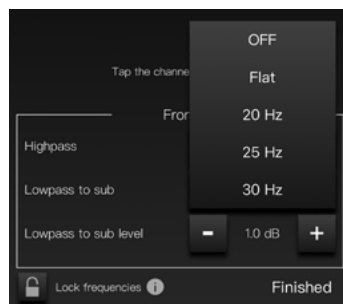 OFF
Tap the channe
Flat
Fror
20 Hz
Highpass
25 Hz
Lowpass to sub
30 Hz
Lowpass to sub level
-
1.0 dB
+
Lock frequencies i
Finished